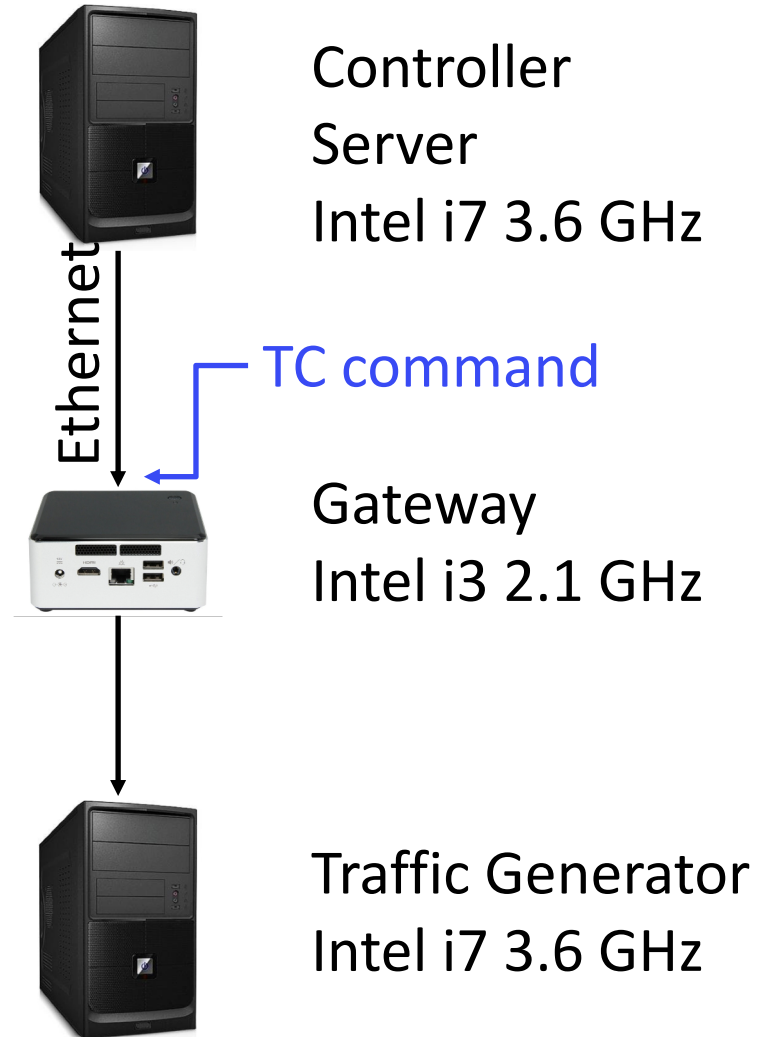 Controller
Server
Intel i7 3.6 GHz
Ethernet
TC command
Gateway
Intel i3 2.1 GHz
Traffic Generator
Intel i7 3.6 GHz